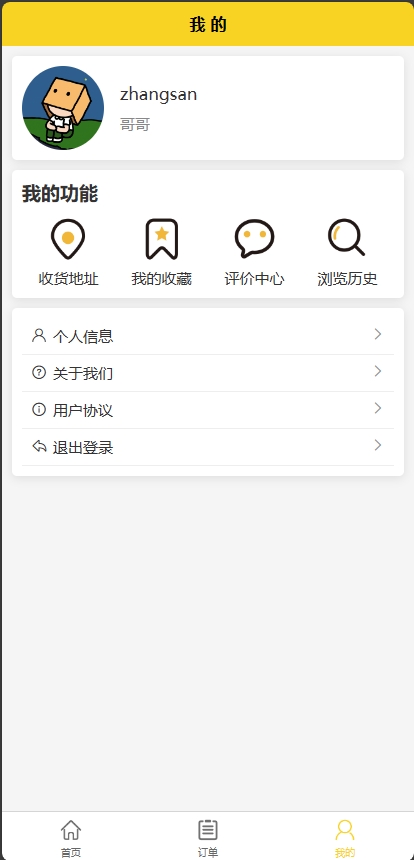 我 的
zhangsan
哥哥
我的功能
收货地址 我的收藏 评价中心 浏览历史
个人信息
关于我们
用户协议
退出登录
首页 订单 我的